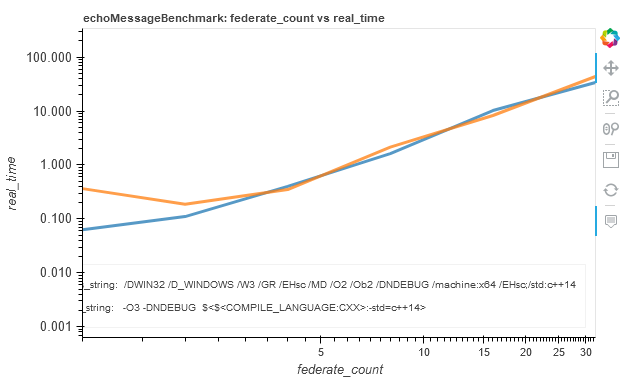 echoMessageBenchmark: federate_count vs real_time
100.000
10.000
1.000
0.100
0.010
0.001
real_time
_string: /DWIN32 /D_WINDOWS /W3 /GR /EHsc /MD /O2 /Ob2 /DNDEBUG /machine:x64 /EHsc;/std:c++14
_string: -O3 -DNDEBUG $<$<COMPILE_LANGUAGE:CXX>:-std=c++14>
5 10 15 20 25 30
federate_count